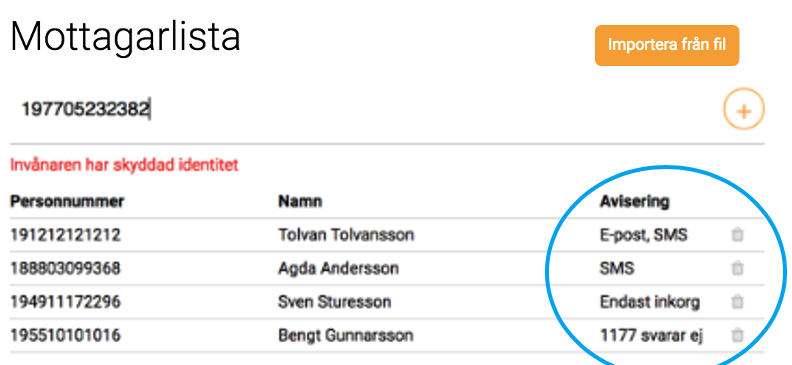 Mottagarlista
Importera från fil
197705232382
+
Invånaren har skyddad identitet
Personnummer Namn Avisering
191212121212 Tolvan Tolvansson E-post, SMS
188803099368 Agda Andersson SMS
194911172296 Sven Sturesson Endast inkorg
195510101016 Bengt Gunnarsson 1177 svarar ej